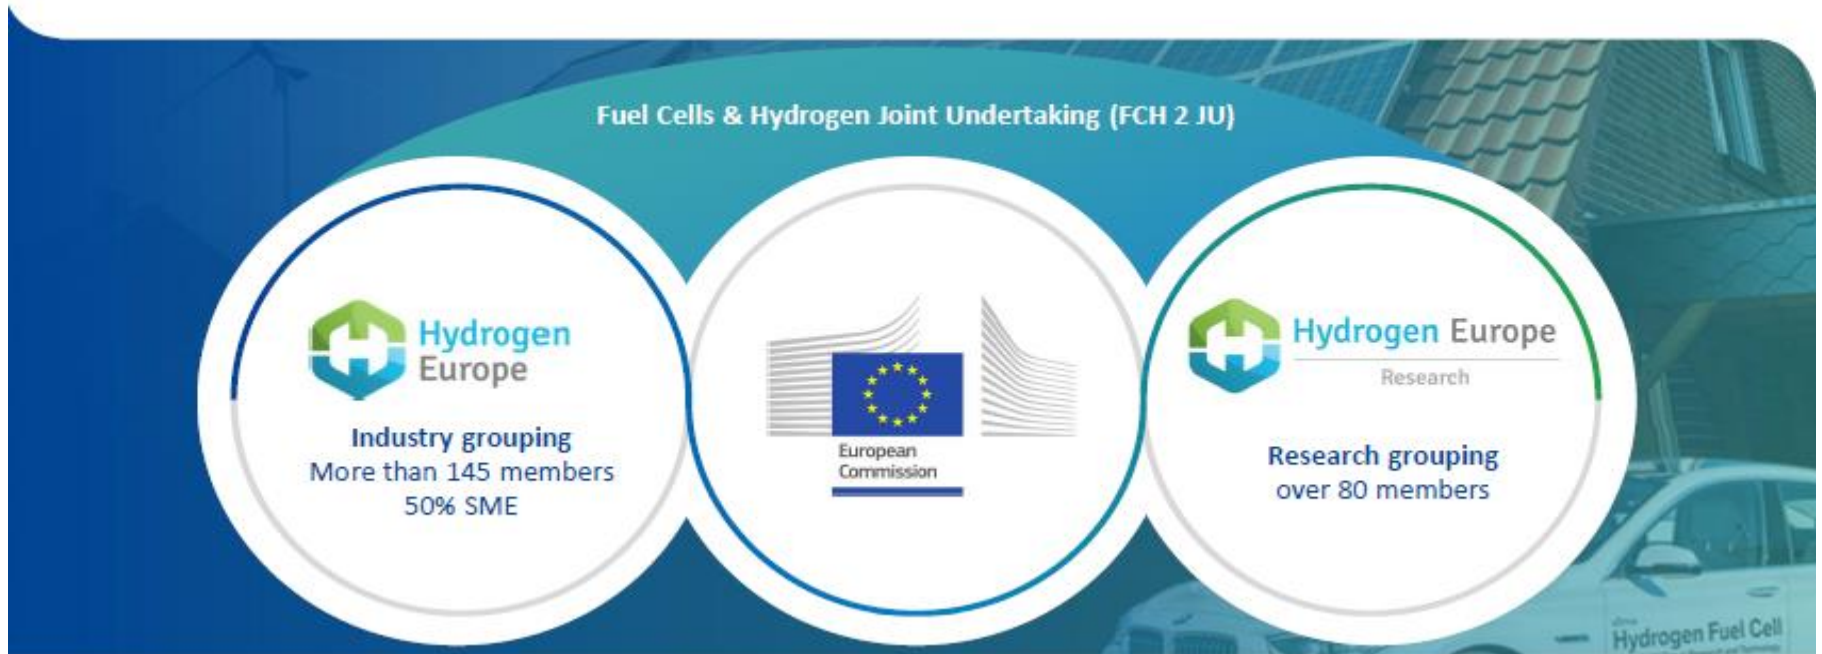 Fuel Cells & Hydrogen Joint Undertaking (FCH 2 JU)
Hydrogen
Europe
Industry grouping
More than 145 members
50% SME
European
Commission
Hydrogen Europe
Research
Research grouping
over 80 members
Hydrogen Fuel Cell